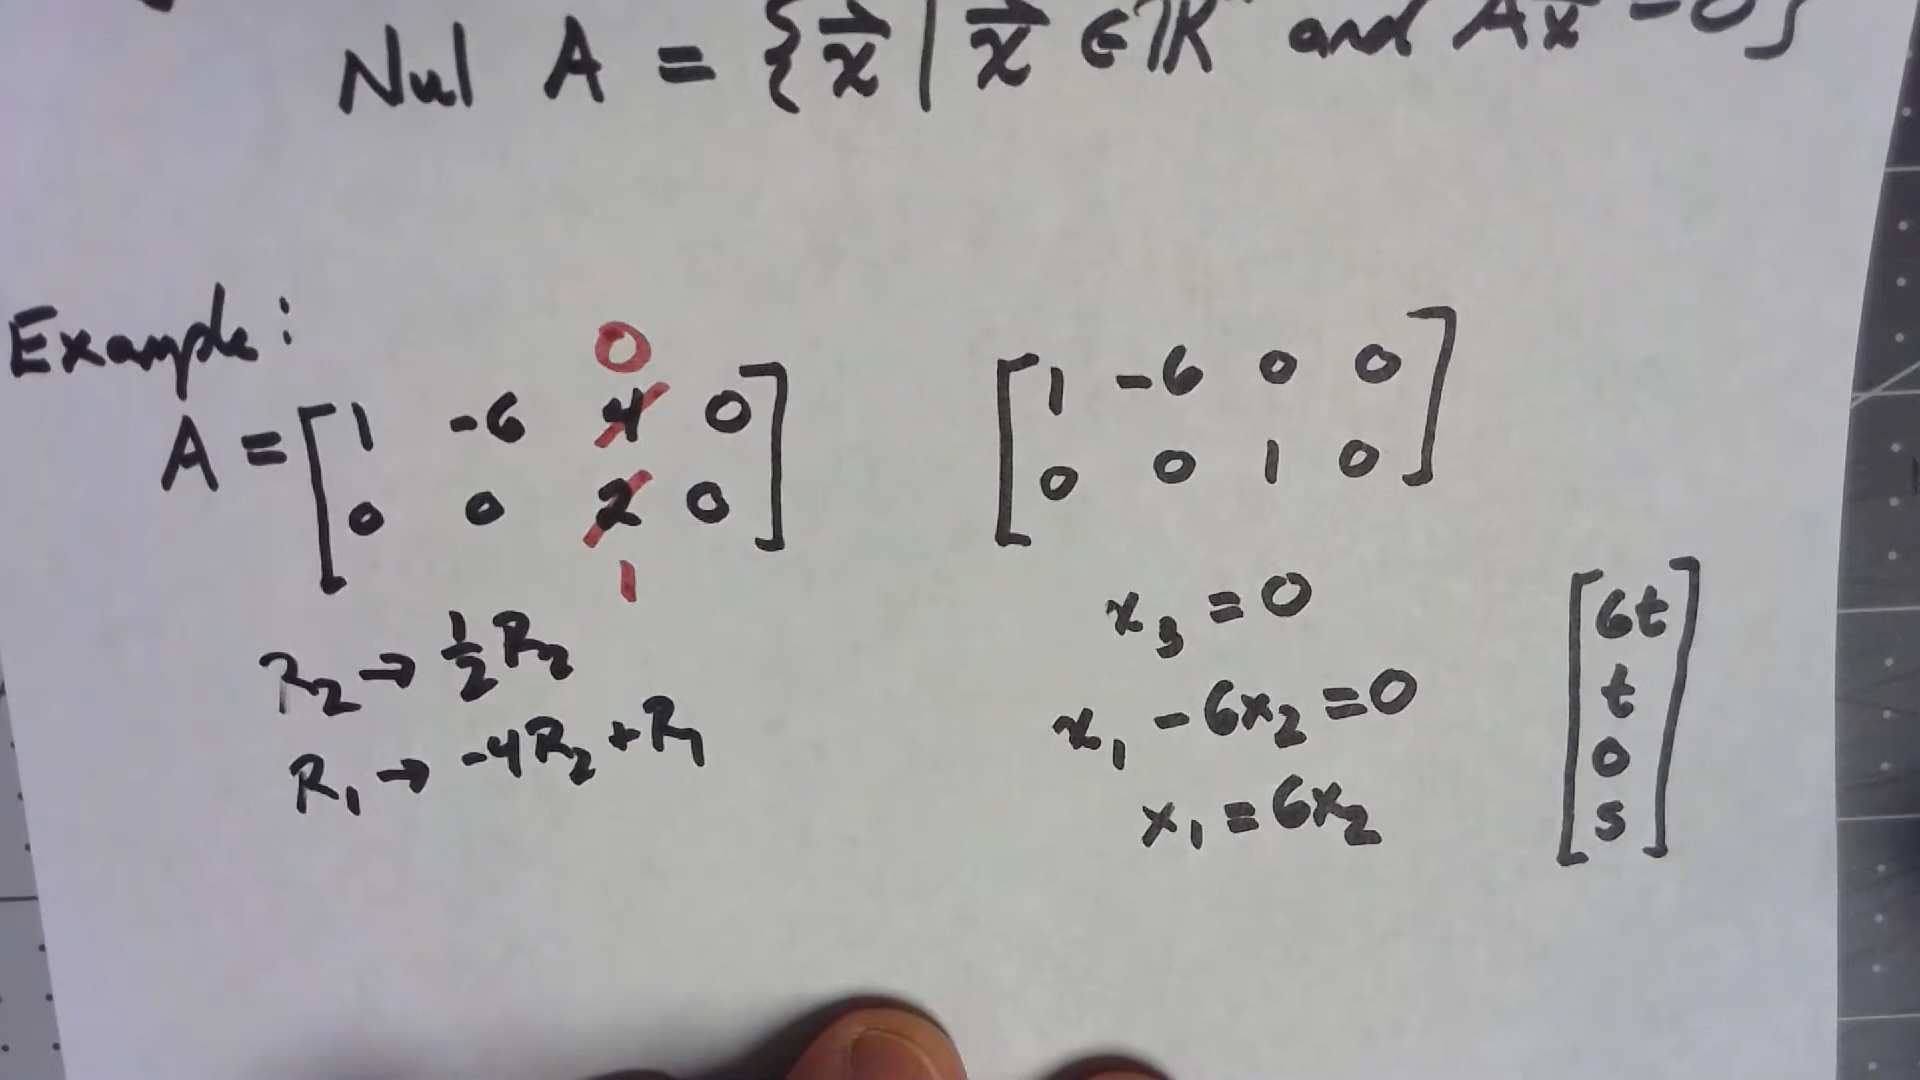 Nul A = {x⃗ | x⃗ ∈ ℝ and Ax⃗ = 0}
Example:
0
A = [1 -6 4 0
0 0 2 0]
1
R₂ → ½R₂
R₁ → -4R₂ + R₁
[1 -6 0 0
0 0 1 0]
x₃ = 0
x₁ - 6x₂ = 0
x₁ = 6x₂
[6t
t
0
s]